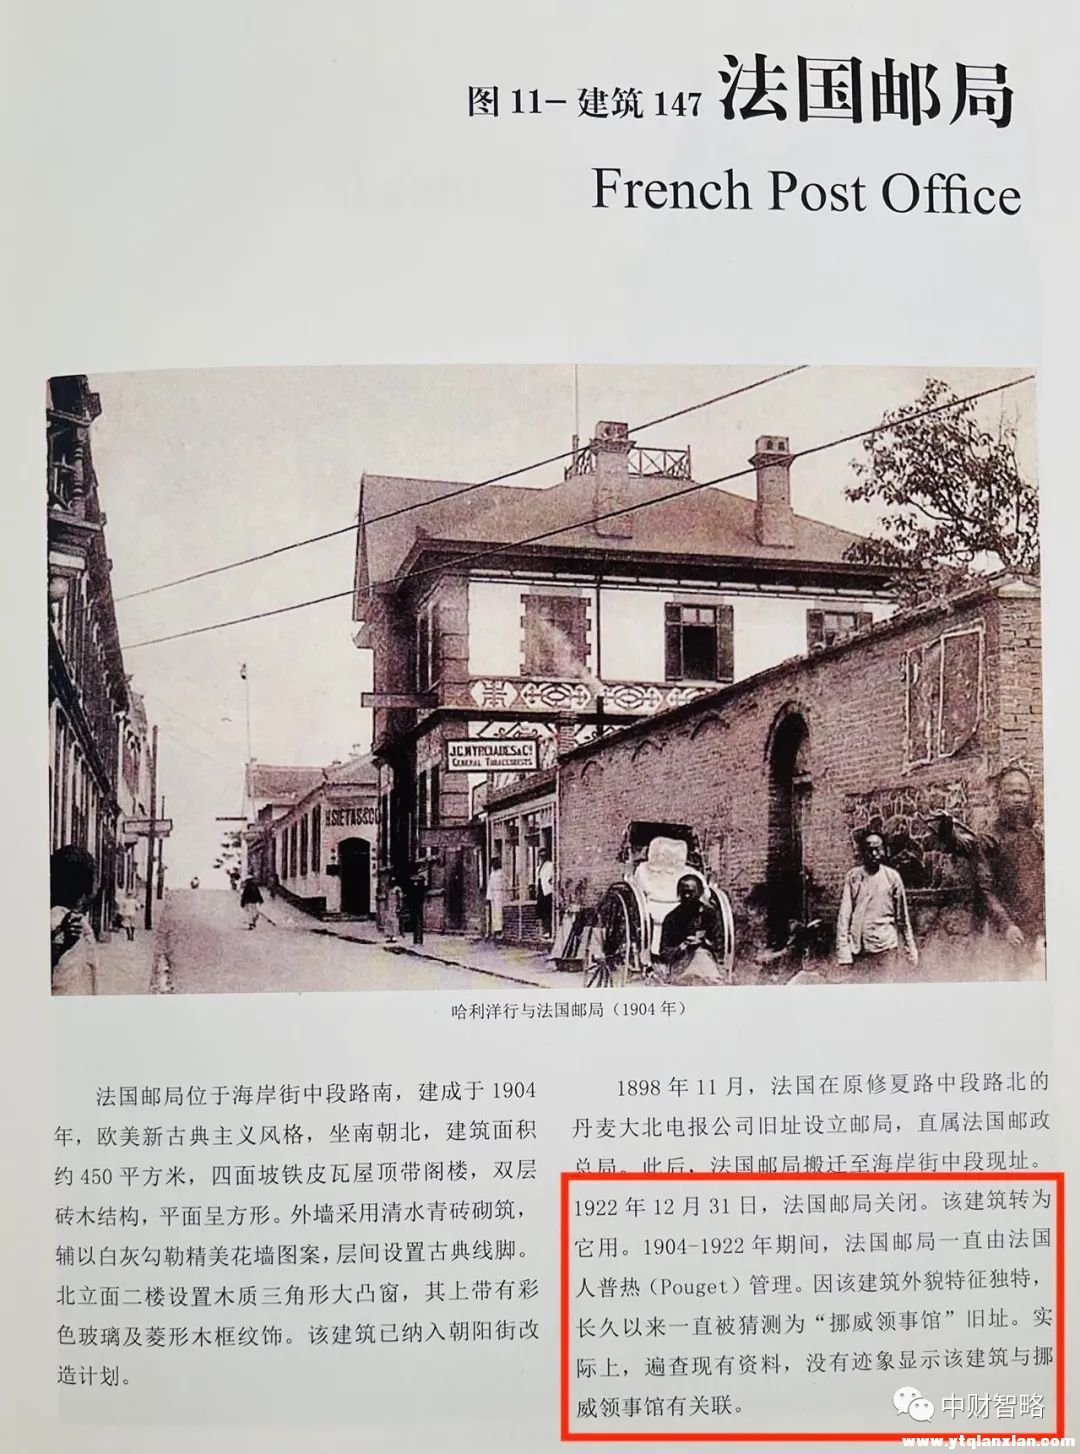 图 11- 建筑 147 法国邮局
French Post Office
J.C.MYRCIADES & Co
GENERAL TOBACCONISTS
SIETAS&CO
哈利洋行与法国邮局（1904 年）
法国邮局位于海岸街中段路南，建成于 1904
年，欧美新古典主义风格，坐南朝北，建筑面积
约 450 平方米，四面坡铁皮瓦屋顶带阁楼，双层
砖木结构，平面呈方形。外墙采用清水青砖砌筑，
辅以白灰勾勒精美花墙图案，层间设置古典线脚。
北立面二楼设置木质三角形大凸窗，其上带有彩
色玻璃及菱形木框纹饰。该建筑已纳入朝阳街改
造计划。
1898 年 11 月，法国在原修夏路中段路北的
丹麦大北电报公司旧址设立邮局，直属法国邮政
总局。此后，法国邮局搬迁至海岸街中段现址。
1922 年 12 月 31 日，法国邮局关闭。该建筑转为
它用。1904-1922 年期间，法国邮局一直由法国
人普热（Pouget）管理。因该建筑外貌特征独特，
长久以来一直被猜测为“挪威领事馆”旧址。实
际上，遍查现有资料，没有迹象显示该建筑与挪
威领事馆有关联。
中财智略
www.ytqianxian.com